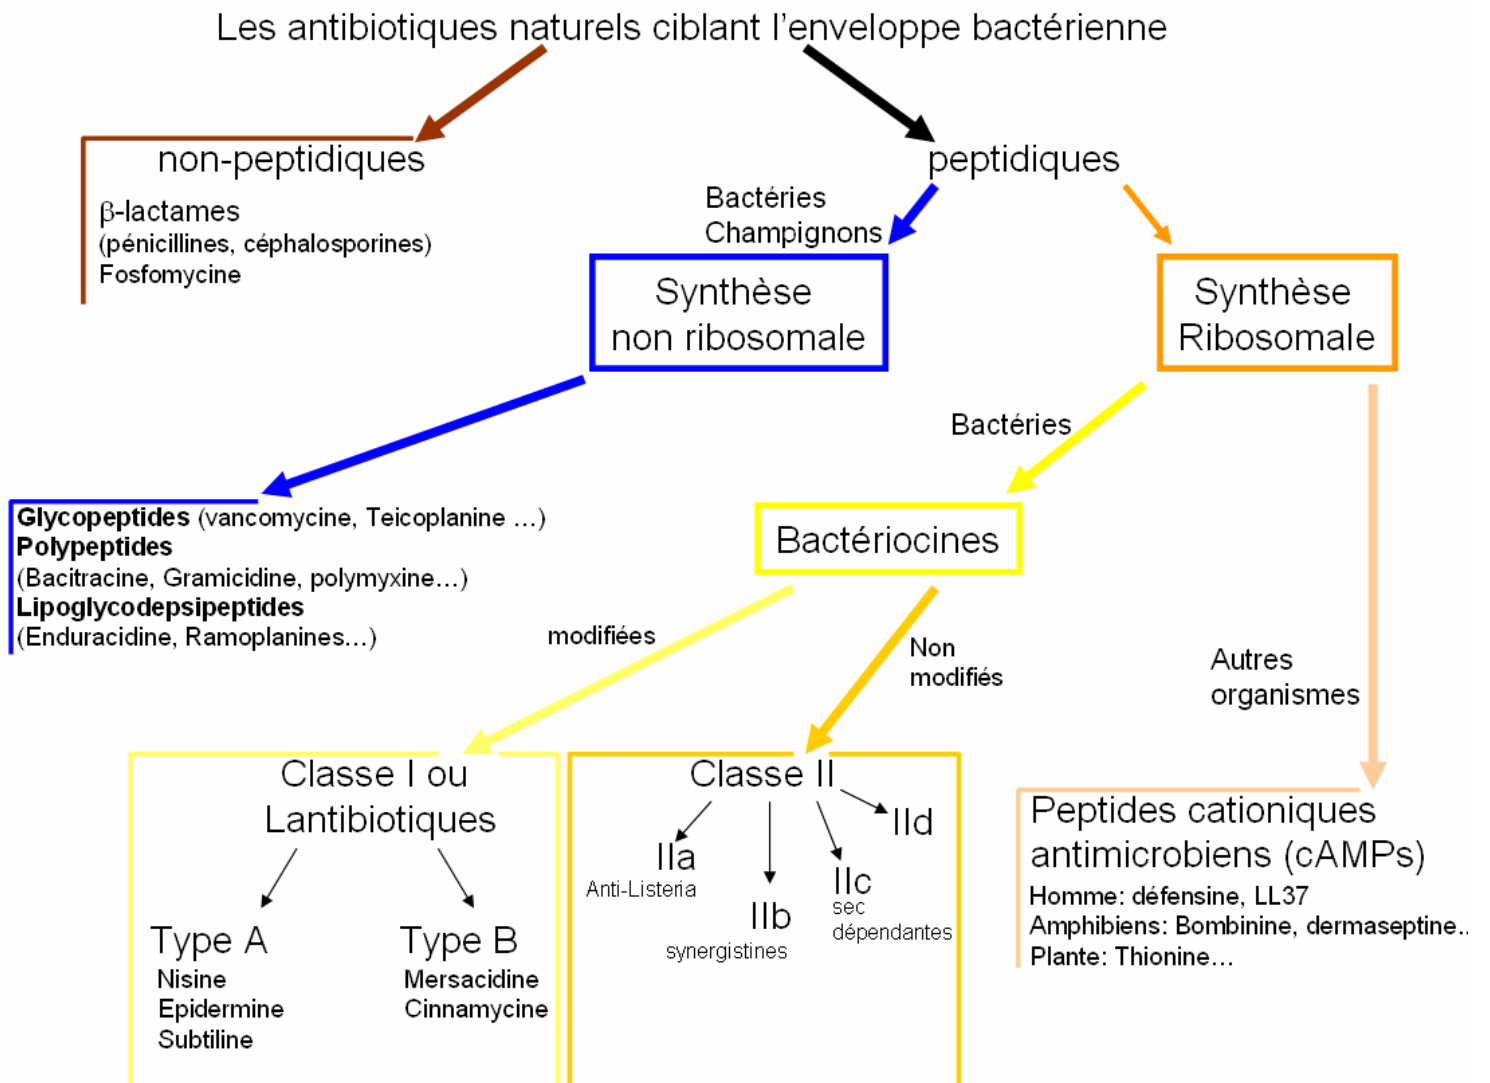 Les antibiotiques naturels ciblant l'enveloppe bactérienne
non-peptidiques
β-lactames
(pénicillines, céphalosporines)
Fosfomycine
peptidiques
Bactéries
Champignons
Synthèse
non ribosomale
Synthèse
Ribosomale
Glycopeptides (vancomycine, Teicoplanine ...)
Polypeptides
(Bacitracine, Gramicidine, polymyxine...)
Lipoglycodepsipeptides
(Enduracidine, Ramoplanines...)
Bactéries
Bactériocines
modifiées
Non
modifiés
Autres
organismes
Classe I ou
Lantibiotiques
Type A
Nisine
Epidermine
Subtiline
Type B
Mersacidine
Cinnamycine
Classe II
IIa
Anti-Listeria
IIb
synergistines
IIc
sec
dépendantes
IId
Peptides cationiques
antimicrobiens (cAMPs)
Homme: défensine, LL37
Amphibiens: Bombinine, dermaseptine..
Plante: Thionine...